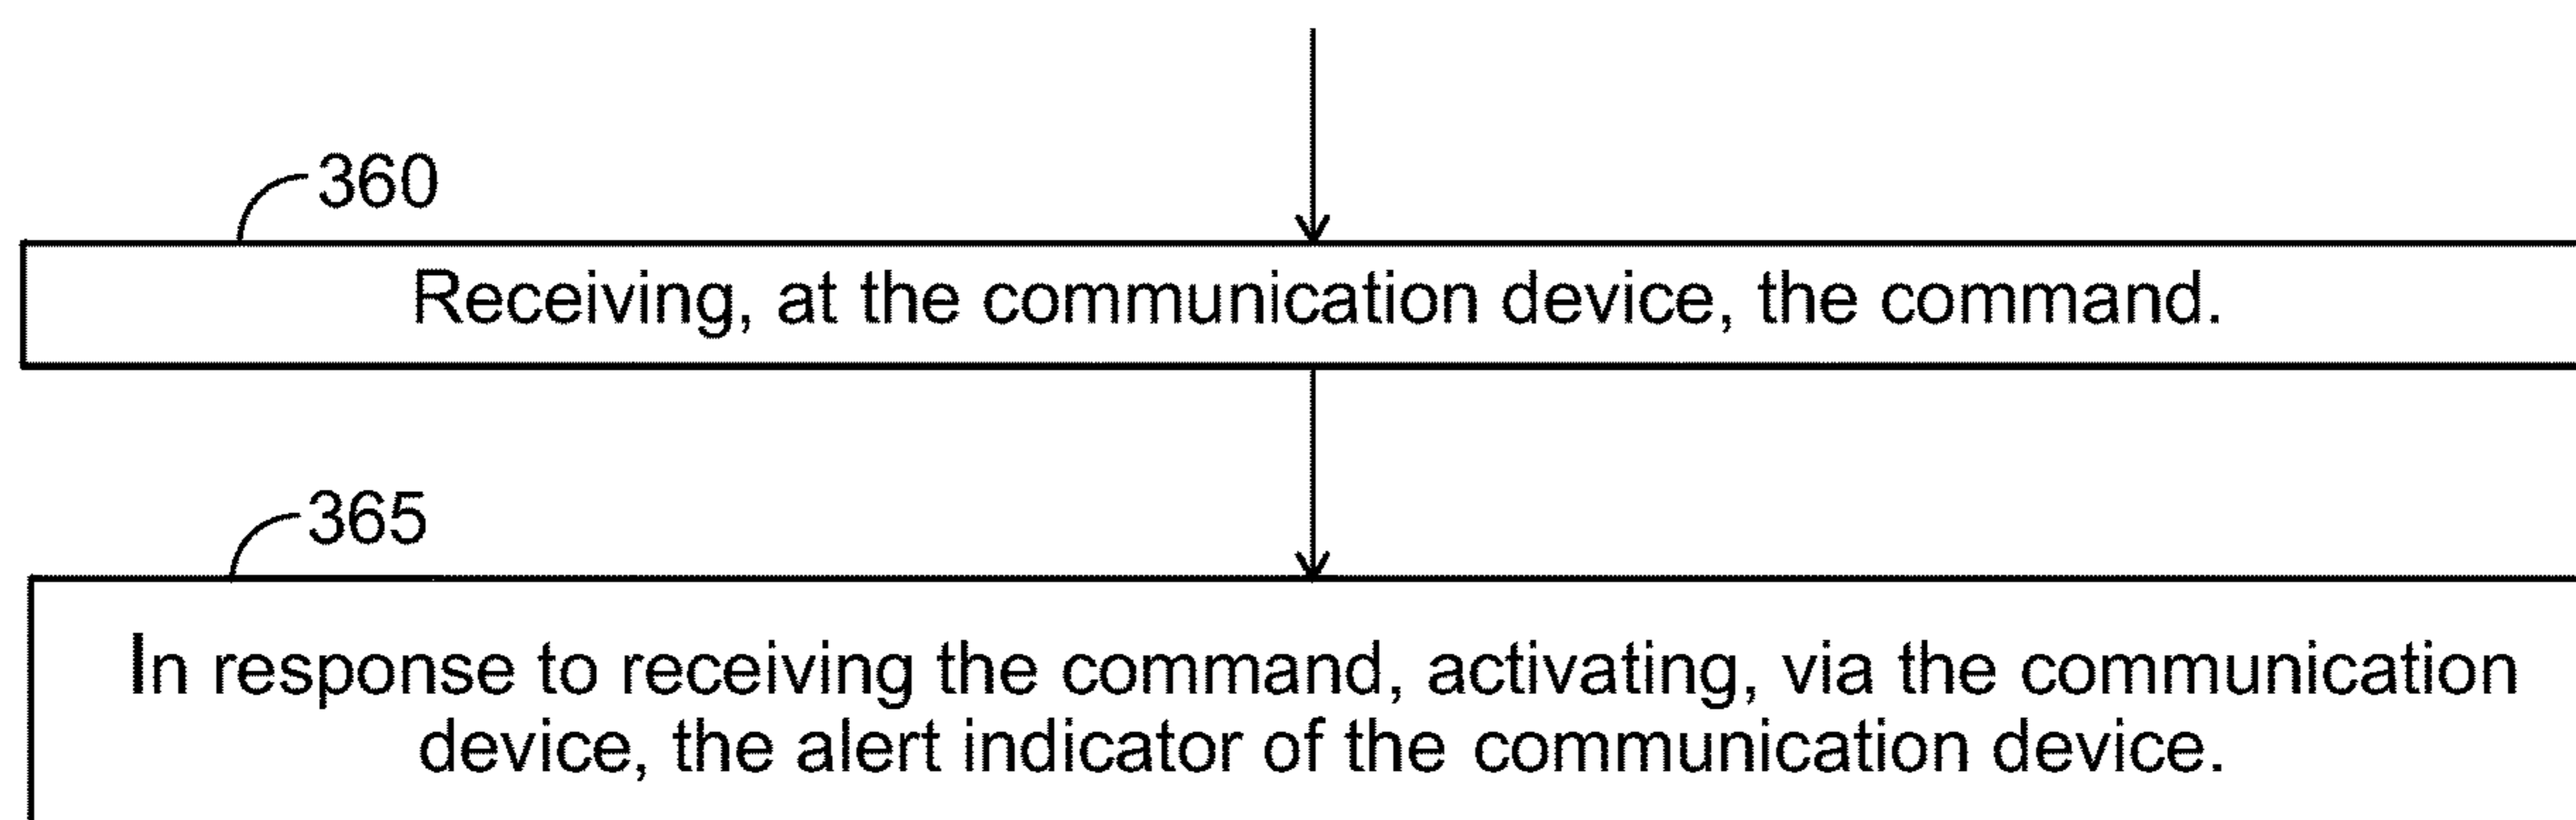 360
Receiving, at the communication device, the command.
365
In response to receiving the command, activating, via the communication
device, the alert indicator of the communication device.